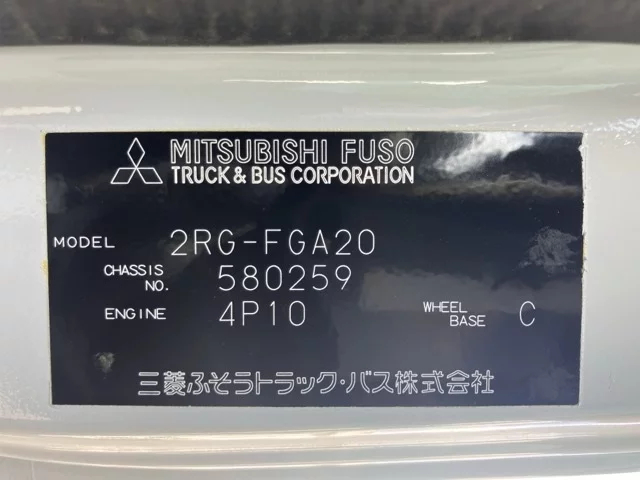 MITSUBISHI FUSO
TRUCK & BUS CORPORATION
MODEL 2RG-FGA20
CHASSIS NO. 580259
ENGINE 4P10 WHEEL BASE C
三菱ふそうトラック・バス株式会社